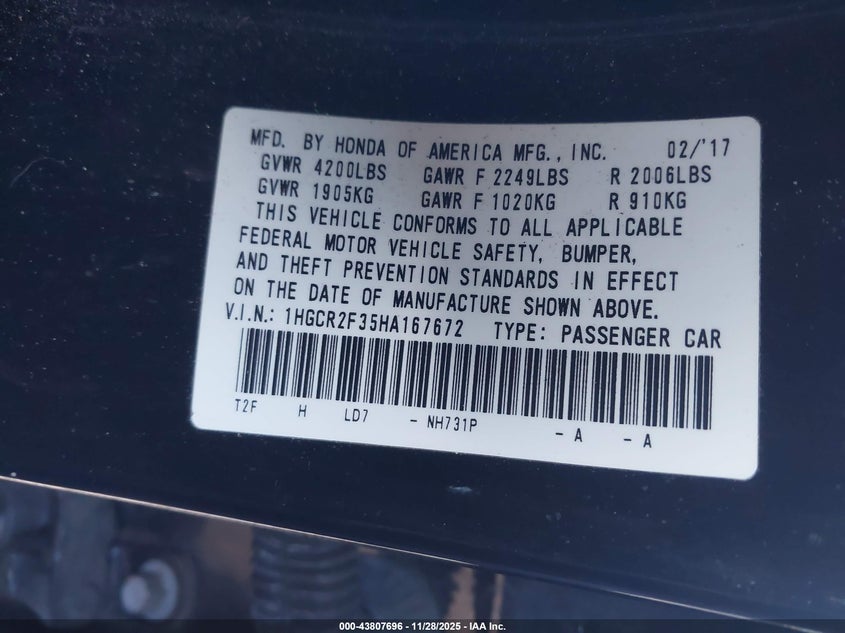 MFD. BY HONDA OF AMERICA MFG., INC. 02/'17
GVWR 4200LBS GAWR F 2249LBS R 2006LBS
GVWR 1905KG GAWR F 1020KG R 910KG
THIS VEHICLE CONFORMS TO ALL APPLICABLE
FEDERAL MOTOR VEHICLE SAFETY, BUMPER,
AND THEFT PREVENTION STANDARDS IN EFFECT
ON THE DATE OF MANUFACTURE SHOWN ABOVE.
V.I.N.: 1HGCR2F35HA167672 TYPE: PASSENGER CAR
T2F H LD7 - NH731P - A - A
000-43807696 - 11/28/2025 - IAA Inc.